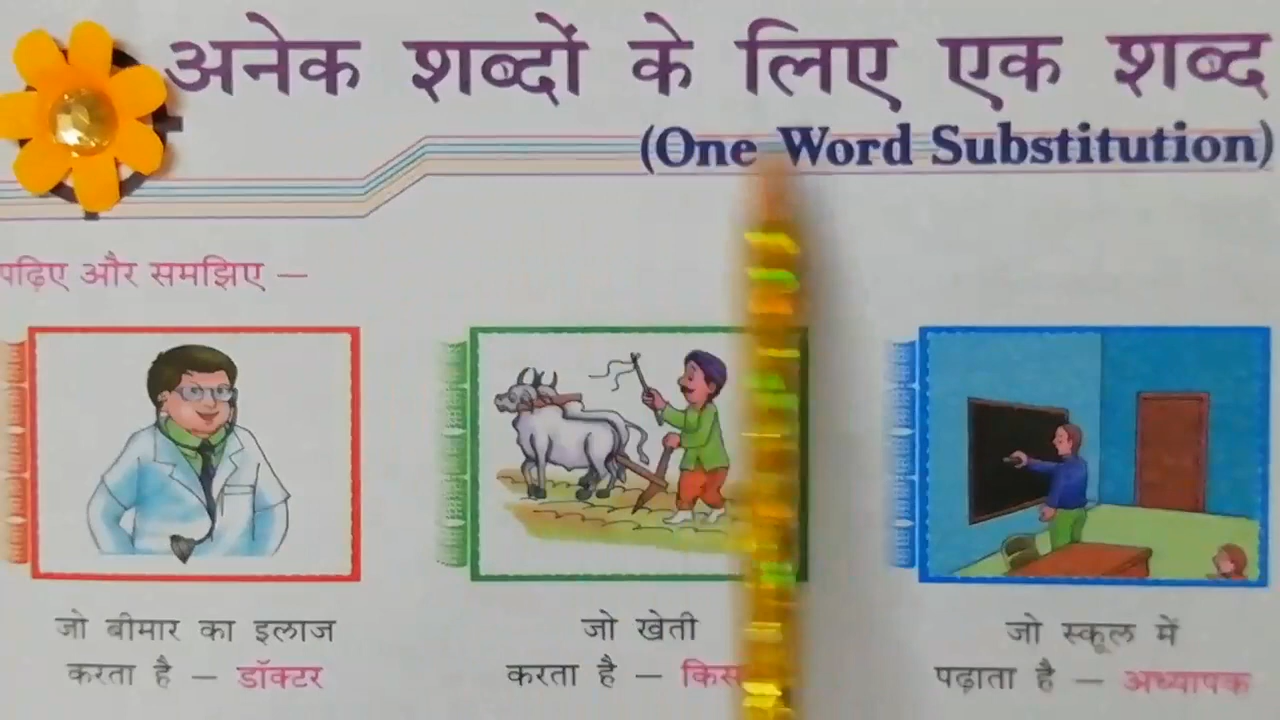 अनेक शब्दों के लिए एक शब्द
(One Word Substitution)
पढ़िए और समझिए —
जो बीमार का इलाज
करता है – डॉक्टर
जो खेती
करता है –
जो स्कूल में
पढ़ाता है – अध्यापक